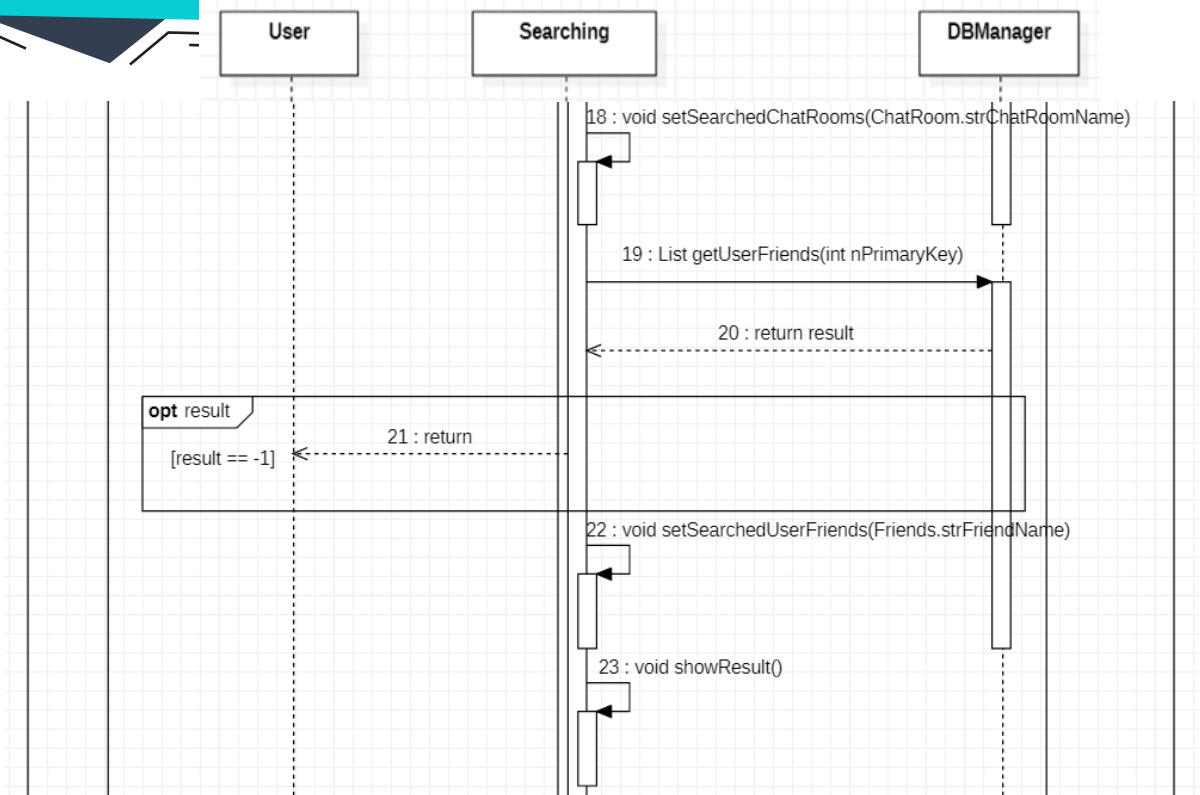 User
Searching
DBManager
18 : void setSearchedChatRooms(ChatRoom.strChatRoomName)
19 : List getUserFriends(int nPrimaryKey)
20 : return result
opt result
21 : return
[result == -1]
22 : void setSearchedUserFriends(Friends.strFriendName)
23 : void showResult()